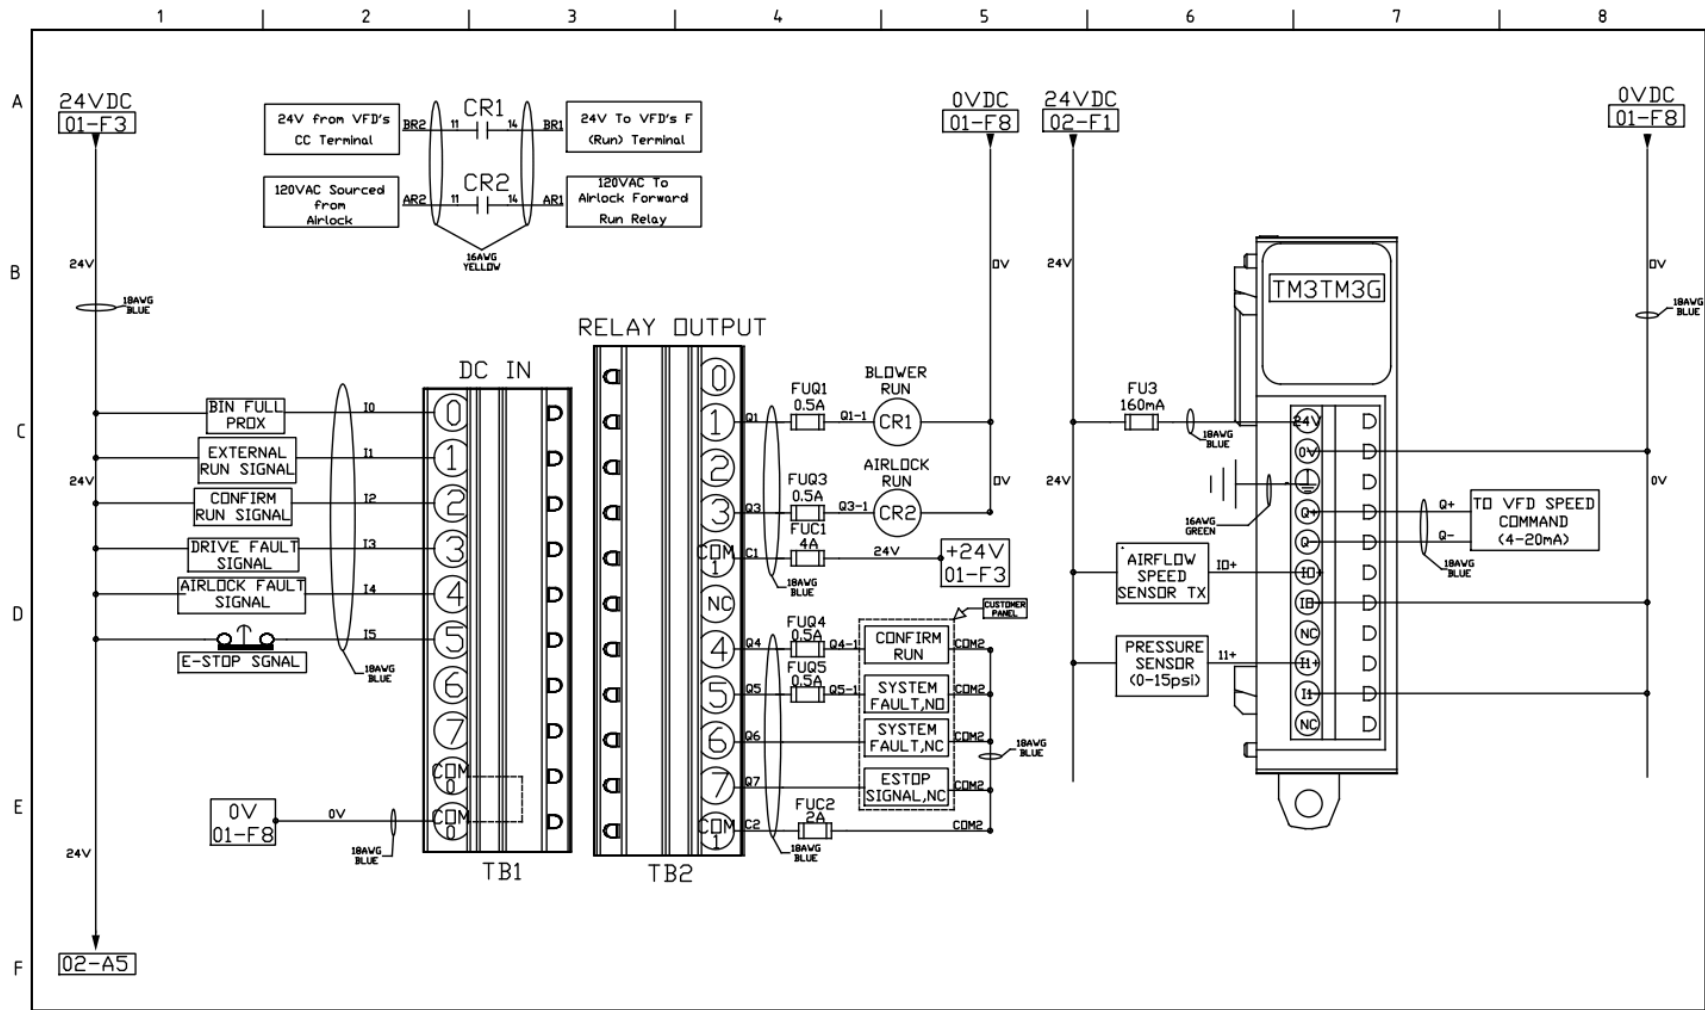 1 2 3 4 5 6 7 8
A
B
C
D
E
F
24VDC
01-F3
24V
18AWG
BLUE
24V
24V
02-A5
24V from VFD's
CC Terminal
BR2 11 CR1 14 BR1
24V To VFD's F
(Run) Terminal
120VAC Sourced
from
Airlock
AR2 11 CR2 14 AR1
120VAC To
Airlock Forward
Run Relay
16AWG
YELLOW
DC IN
BIN FULL
PROX
I0
0
EXTERNAL
RUN SIGNAL
I1
1
CONFIRM
RUN SIGNAL
I2
2
DRIVE FAULT
SIGNAL
I3
3
AIRLOCK FAULT
SIGNAL
I4
4
E-STOP SGNAL
I5
5
18AWG
BLUE
6
7
COM
0
COM
0
0V
01-F8
0V
18AWG
BLUE
TB1
RELAY OUTPUT
0
1
2
3
COM
1
NC
4
5
6
7
COM
1
TB2
Q1
FUQ1
0.5A
Q1-1
BLOWER
RUN
CR1
Q3
FUQ3
0.5A
Q3-1
AIRLOCK
RUN
CR2
C1
FUC1
4A
24V
+24V
01-F3
18AWG
BLUE
CUSTOMER
PANEL
Q4
FUQ4
0.5A
Q4-1
CONFIRM
RUN
COM2
Q5
FUQ5
0.5A
Q5-1
SYSTEM
FAULT,NO
COM2
Q6
SYSTEM
FAULT,NC
COM2
Q7
ESTOP
SIGNAL,NC
COM2
C2
FUC2
2A
COM2
18AWG
BLUE
18AWG
BLUE
0VDC
01-F8
0V
0V
24VDC
02-F1
24V
24V
FU3
160mA
18AWG
BLUE
16AWG
GREEN
AIRFLOW
SPEED
SENSOR TX
I0+
PRESSURE
SENSOR
(0-15psi)
I1+
TM3TM3G
24V
0V
Q+
Q-
I0+
I0
NC
I1+
I1
NC
Q+
Q-
18AWG
BLUE
TO VFD SPEED
COMMAND
(4-20mA)
0VDC
01-F8
0V
18AWG
BLUE
0V